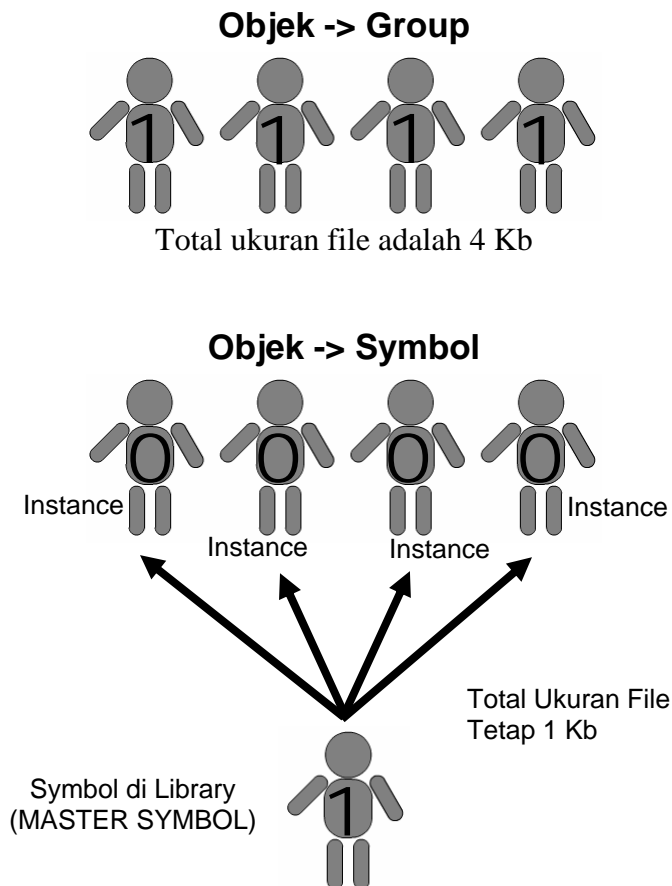 Objek -> Group
1 1 1 1
Total ukuran file adalah 4 Kb
Objek -> Symbol
0 0 0 0
Instance
Instance
Instance
Instance
Total Ukuran File
Tetap 1 Kb
Symbol di Library
(MASTER SYMBOL)
1